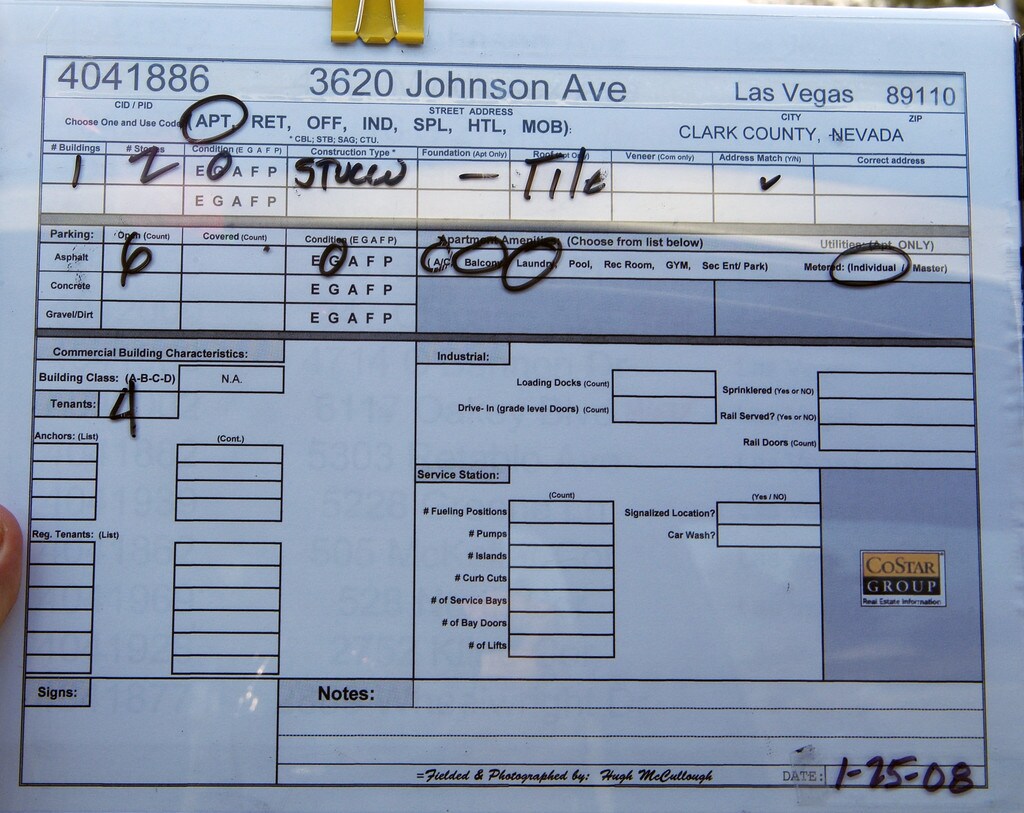 4041886 3620 Johnson Ave Las Vegas 89110
CID / PID STREET ADDRESS CITY ZIP
Choose One and Use Code (APT, RET, OFF, IND, SPL, HTL, MOB): CLARK COUNTY, NEVADA
* CBL; STB; SAG; CTU.
# Buildings # Stories Condition (E G A F P) Construction Type * Foundation (Apt Only) Roof (Apt Only) Veneer (Com only) Address Match (Y/N) Correct address
1 2 E G A F P STUCCO – Tile ✓
E G A F P
Parking: Open (Count) Covered (Count) Condition (E G A F P) Apartment Amenities (Choose from list below) Utilities: (Apt. ONLY)
Asphalt 6 E G A F P (A/C, Balcony, Laundry, Pool, Rec Room, GYM, Sec Ent/ Park) Metered: (Individual / Master)
Concrete E G A F P
Gravel/Dirt E G A F P
Commercial Building Characteristics: Industrial:
Building Class: (A-B-C-D) N.A. Loading Docks (Count) Sprinklered (Yes or NO)
Tenants: 4 Drive- In (grade level Doors) (Count) Rail Served? (Yes or NO)
Anchors: (List) (Cont.) Rail Doors (Count)
Service Station:
(Count) (Yes / NO)
# Fueling Positions Signalized Location?
Reg. Tenants: (List) # Pumps Car Wash?
# Islands
# Curb Cuts
# of Service Bays
# of Bay Doors
# of Lifts
COSTAR
GROUP
Real Estate Information
Signs: Notes:
=Fielded & Photographed by: Hugh McCullough DATE: 1-25-08